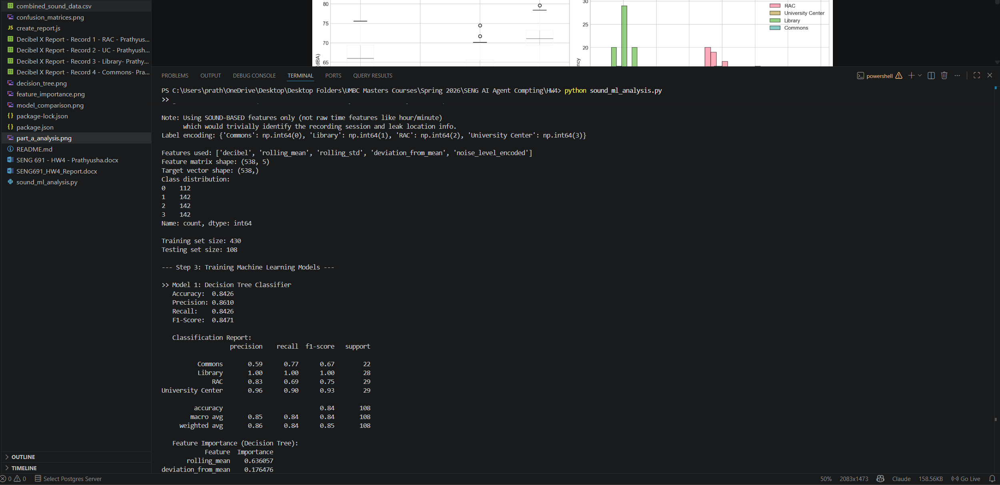 combined_sound_data.csv
confusion_matrices.png
JS create_report.js
Decibel X Report - Record 1 - RAC - Prathyus...
Decibel X Report - Record 2 - UC - Prathyush...
Decibel X Report - Record 3 - Library- Prathy...
Decibel X Report - Record 4 - Commons- Pra...
decision_tree.png
feature_importance.png
model_comparison.png
{} package-lock.json
{} package.json
part_a_analysis.png
README.md
SENG 691 - HW4 - Prathyusha.docx
SENG691_HW4_Report.docx
sound_ml_analysis.py
OUTLINE
TIMELINE
80
75
70
65
(dBA)
30
25
20
ncy
RAC
University Center
Library
Commons
PROBLEMS OUTPUT DEBUG CONSOLE TERMINAL PORTS QUERY RESULTS
powershell
PS C:\Users\prath\OneDrive\Desktop\Desktop Folders\UMBC Masters Courses\Spring 2026\SENG AI Agent Compting\HW4> python sound_ml_analysis.py
>>
Note: Using SOUND-BASED features only (not raw time features like hour/minute)
which would trivially identify the recording session and leak location info.
Label encoding: {'Commons': np.int64(0), 'Library': np.int64(1), 'RAC': np.int64(2), 'University Center': np.int64(3)}
Features used: ['decibel', 'rolling_mean', 'rolling_std', 'deviation_from_mean', 'noise_level_encoded']
Feature matrix shape: (538, 5)
Target vector shape: (538,)
Class distribution:
0 112
1 142
2 142
3 142
Name: count, dtype: int64
Training set size: 430
Testing set size: 108
--- Step 3: Training Machine Learning Models ---
>> Model 1: Decision Tree Classifier
Accuracy: 0.8426
Precision: 0.8610
Recall: 0.8426
F1-Score: 0.8471
Classification Report:
precision recall f1-score support
Commons 0.59 0.77 0.67 22
Library 1.00 1.00 1.00 28
RAC 0.83 0.69 0.75 29
University Center 0.96 0.90 0.93 29
accuracy 0.84 108
macro avg 0.85 0.84 0.84 108
weighted avg 0.86 0.84 0.85 108
Feature Importance (Decision Tree):
Feature Importance
rolling_mean 0.636057
deviation_from_mean 0.176476
0 0 Select Postgres Server
50% 2083x1473 Claude 158.56KB Go Live